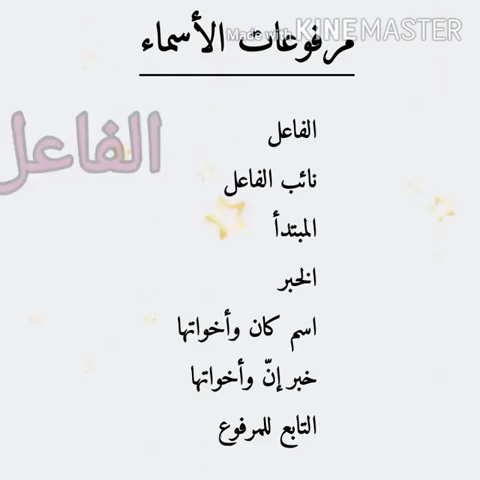 مرفوعات الأسماء
Made with KINEMASTER
الفاعل
الفاعل
نائب الفاعل
المبتدأ
الخبر
اسم كان وأخواتها
خبر إنّ وأخواتها
التابع للمرفوع